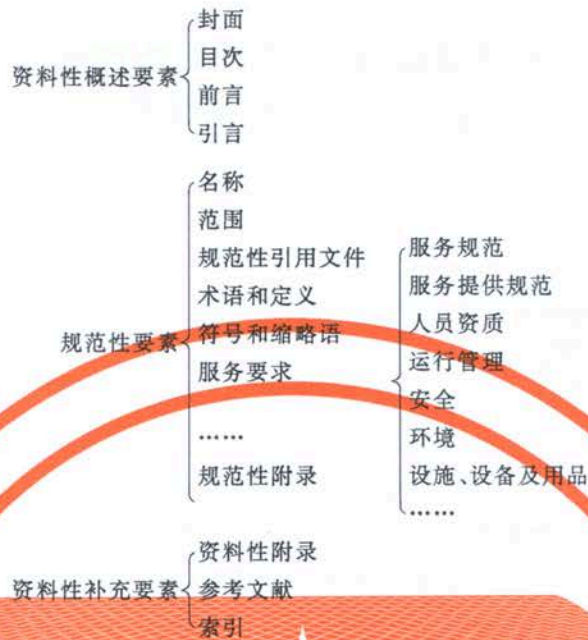 封面
目次
资料性概述要素
前言
引言
名称
范围
规范性引用文件
术语和定义
规范性要素
符号和缩略语
服务要求
……
规范性附录
服务规范
服务提供规范
人员资质
运行管理
安全
环境
设施、设备及用品
……
资料性附录
资料性补充要素
参考文献
索引